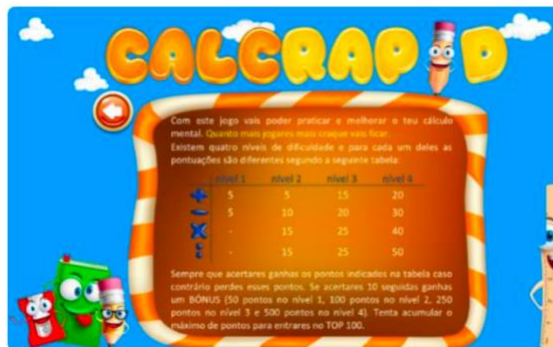 CALCRAPID
Com este jogo vais poder praticar e melhorar o teu cálculo
mental. Quanto mais jogares mais craque vais ficar.
Existem quatro níveis de dificuldade e para cada um deles as
pontuações são diferentes segundo a seguinte tabela:
nível 1 nível 2 nível 3 nível 4
+ 5 5 15 20
- 5 10 20 30
x - 15 25 40
: - 15 25 50
Sempre que acertares ganhas os pontos indicados na tabela caso
contrário perdes esses pontos. Se acertares 10 seguidas ganhas
um BÓNUS (50 pontos no nível 1, 100 pontos no nível 2, 250
pontos no nível 3 e 500 pontos no nível 4). Tenta acumular o
máximo de pontos para entrares no TOP 100.